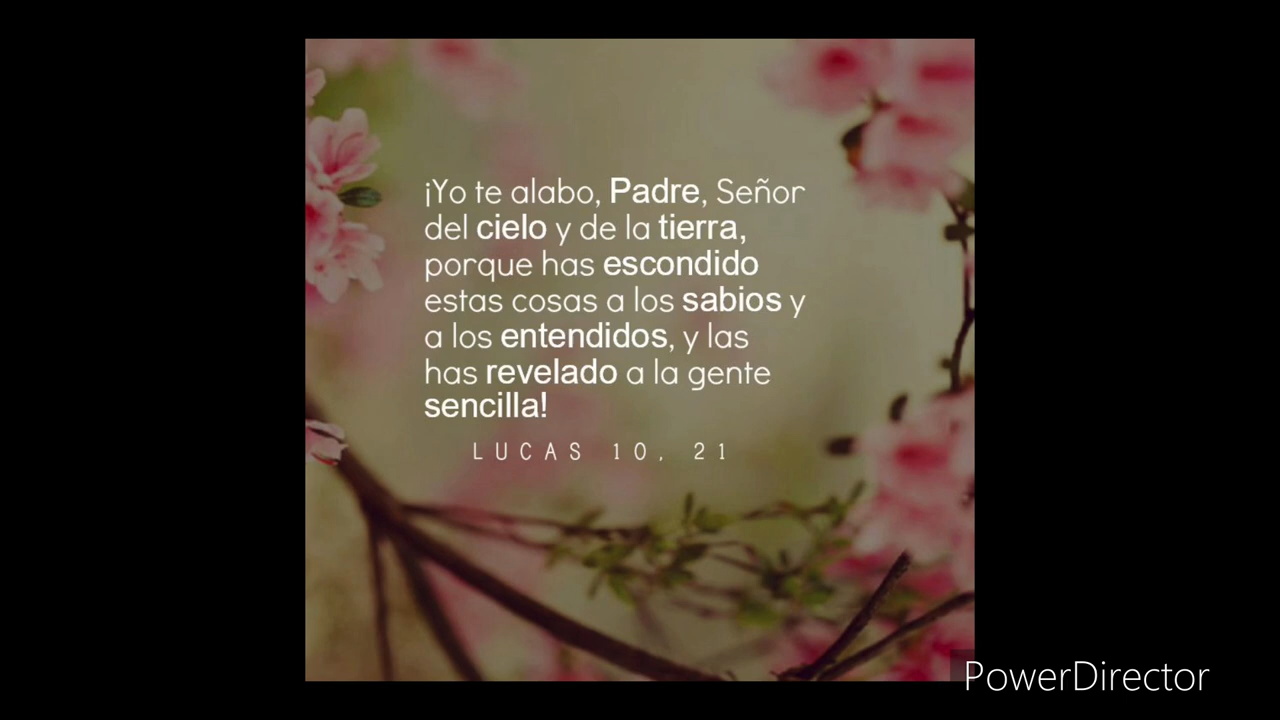 ¡Yo te alabo, Padre, Señor
del cielo y de la tierra,
porque has escondido
estas cosas a los sabios y
a los entendidos, y las
has revelado a la gente
sencilla!
LUCAS 10, 21
PowerDirector